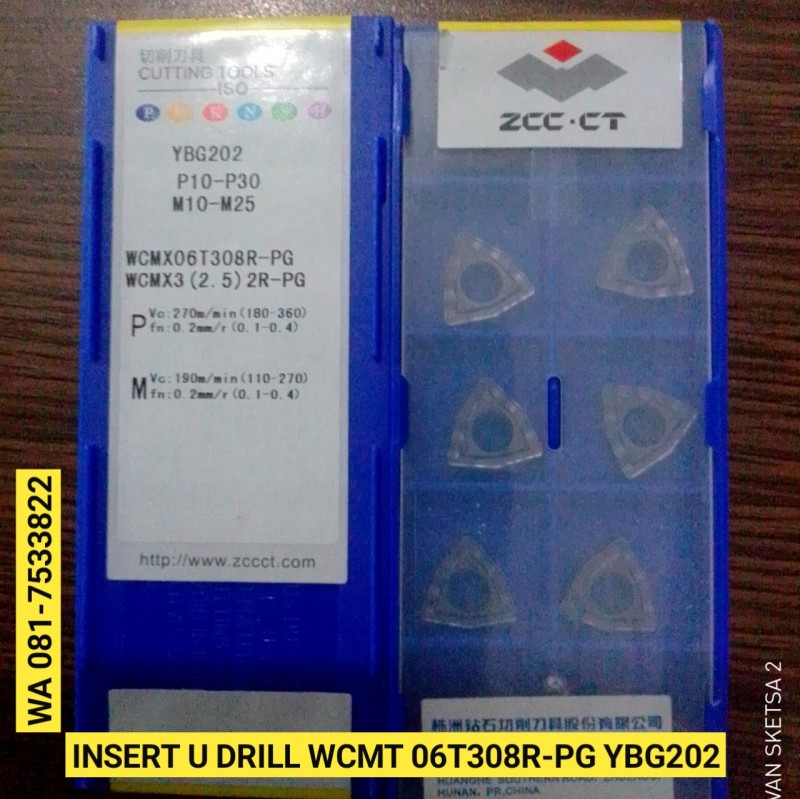 切削刀具
CUTTING TOOLS
ISO
P M K N S H
YBG202
P10-P30
M10-M25
WCMX06T308R-PG
WCMX3(2.5)2R-PG
P Vc:270m/min(180-360)
fn:0.2mm/r(0.1-0.4)
M Vc:190m/min(110-270)
fn:0.2mm/r(0.1-0.4)
http://www.zccct.com
ZCC·CT
株洲钻石切削刀具股份有限公司
HUANGHE SOUTHERN ROAD,
HUNAN, PR.CHINA
WA 081-7533822
INSERT U DRILL WCMT 06T308R-PG YBG202
VAN SKETSA 2